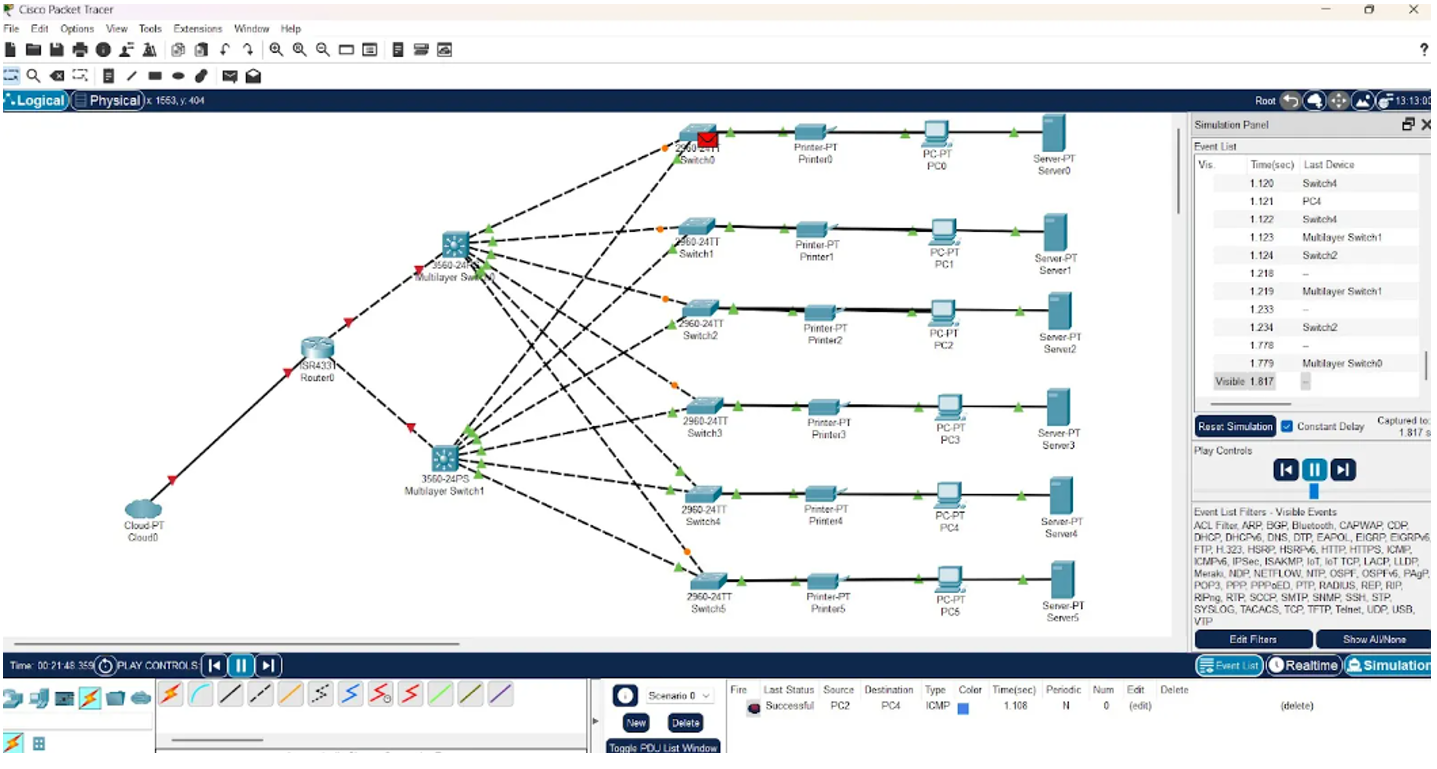 Cisco Packet Tracer
File Edit Options View Tools Extensions Window Help
?
Logical Physical x: 1553, y: 404 Root 13:13:00
Simulation Panel
Event List
Vis. Time(sec) Last Device
1.120 Switch4
1.121 PC4
1.122 Switch4
1.123 Multilayer Switch1
1.124 Switch2
1.218 --
1.219 Multilayer Switch1
1.233 --
1.234 Switch2
1.778 --
1.779 Multilayer Switch0
Visible 1.817 --
Reset Simulation Constant Delay Captured to:
1.817 s
Play Controls
Event List Filters - Visible Events
ACL Filter, ARP, BGP, Bluetooth, CAPWAP, CDP,
DHCP, DHCPv6, DNS, DTP, EAPOL, EIGRP, EIGRPv6,
FTP, H.323, HSRP, HSRPv6, HTTP, HTTPS, ICMP,
ICMPv6, IPSec, ISAKMP, IoT, IoT TCP, LACP, LLDP,
Meraki, NDP, NETFLOW, NTP, OSPF, OSPFv6, PAgP,
POP3, PPP, PPPoED, PTP, RADIUS, REP, RIP,
RIPng, RTP, SCCP, SMTP, SNMP, SSH, STP,
SYSLOG, TACACS, TCP, TFTP, Telnet, UDP, USB,
VTP
Edit Filters Show All/None
2960-24TT
Switch0
Printer-PT
Printer0
PC-PT
PC0
Server-PT
Server0
2960-24TT
Switch1
Printer-PT
Printer1
PC-PT
PC1
Server-PT
Server1
3560-24PS
Multilayer Switch0
2960-24TT
Switch2
Printer-PT
Printer2
PC-PT
PC2
Server-PT
Server2
ISR4331
Router0
2960-24TT
Switch3
Printer-PT
Printer3
PC-PT
PC3
Server-PT
Server3
3560-24PS
Multilayer Switch1
2960-24TT
Switch4
Printer-PT
Printer4
PC-PT
PC4
Server-PT
Server4
Cloud-PT
Cloud0
2960-24TT
Switch5
Printer-PT
Printer5
PC-PT
PC5
Server-PT
Server5
Time: 00:21:48.359 PLAY CONTROLS: Event List Realtime Simulation
Scenario 0
New Delete
Toggle PDU List Window
Fire Last Status Source Destination Type Color Time(sec) Periodic Num Edit Delete
Successful PC2 PC4 ICMP 1.108 N 0 (edit) (delete)